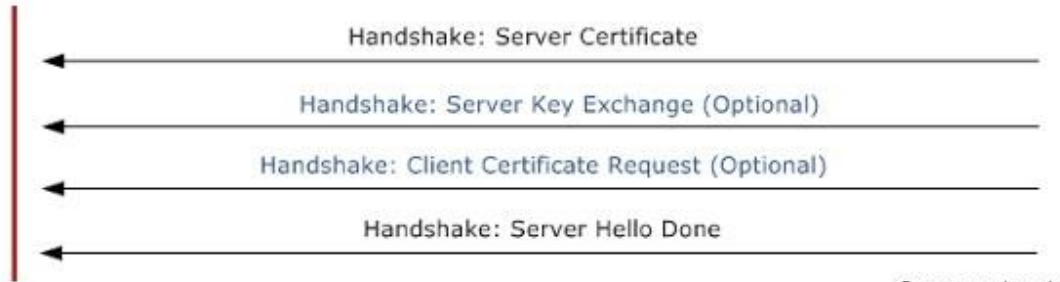 Handshake: Server Certificate
Handshake: Server Key Exchange (Optional)
Handshake: Client Certificate Request (Optional)
Handshake: Server Hello Done